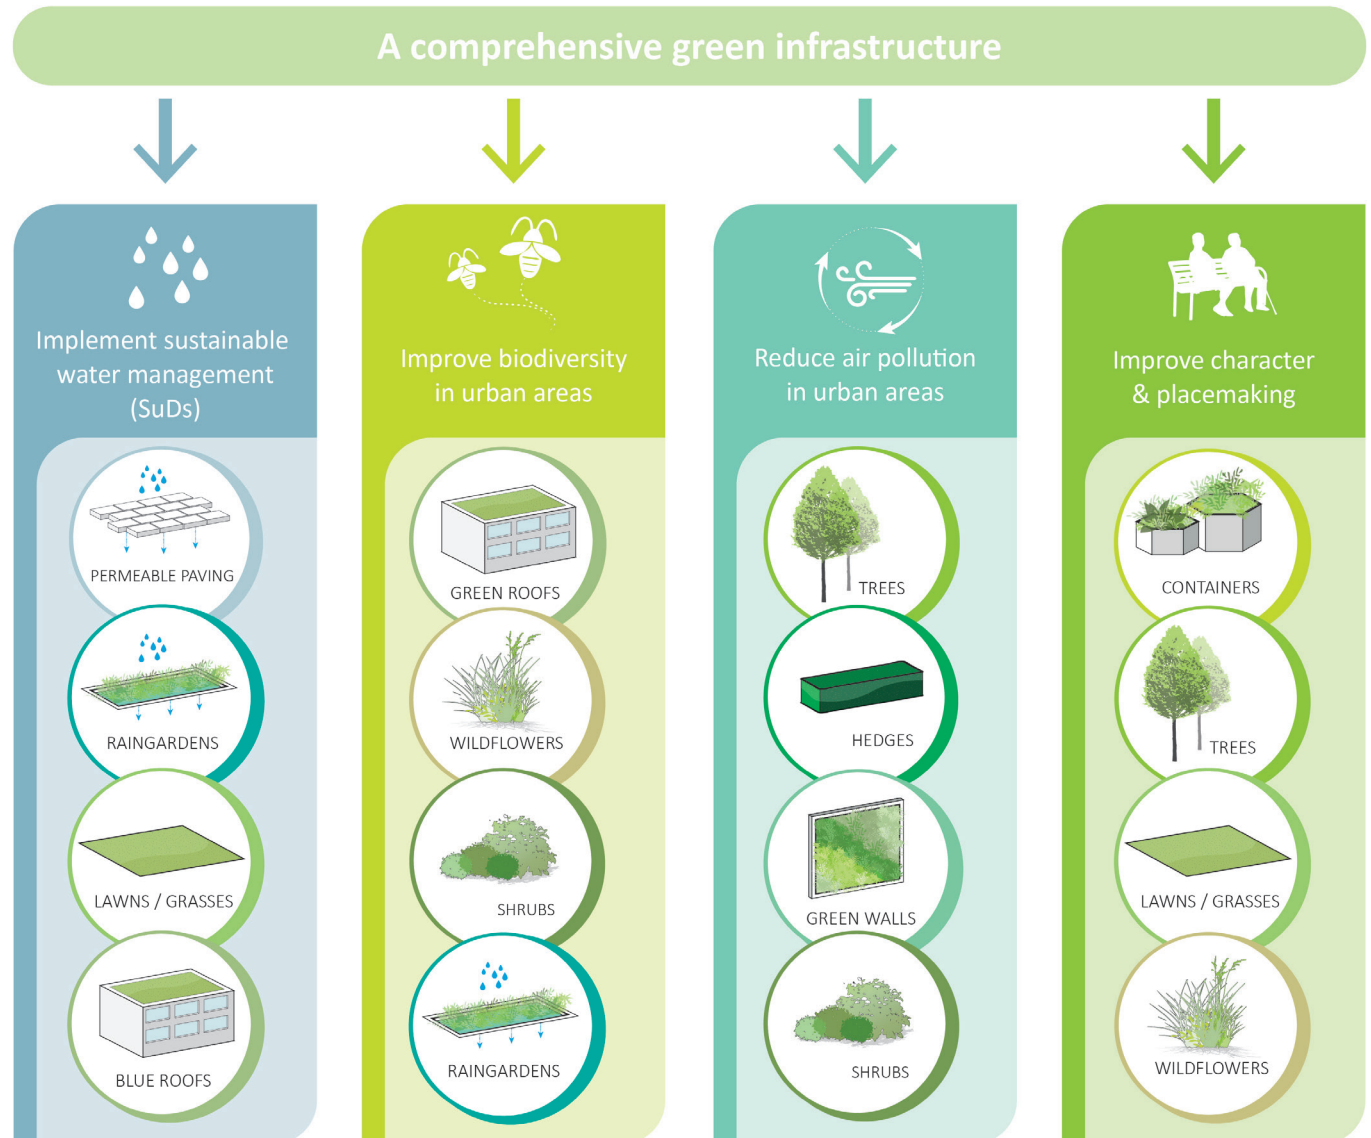 A comprehensive green infrastructure
Implement sustainable
water management
(SuDs)
PERMEABLE PAVING
RAINGARDENS
LAWNS / GRASSES
BLUE ROOFS
Improve biodiversity
in urban areas
GREEN ROOFS
WILDFLOWERS
SHRUBS
RAINGARDENS
Reduce air pollution
in urban areas
TREES
HEDGES
GREEN WALLS
SHRUBS
Improve character
& placemaking
CONTAINERS
TREES
LAWNS / GRASSES
WILDFLOWERS